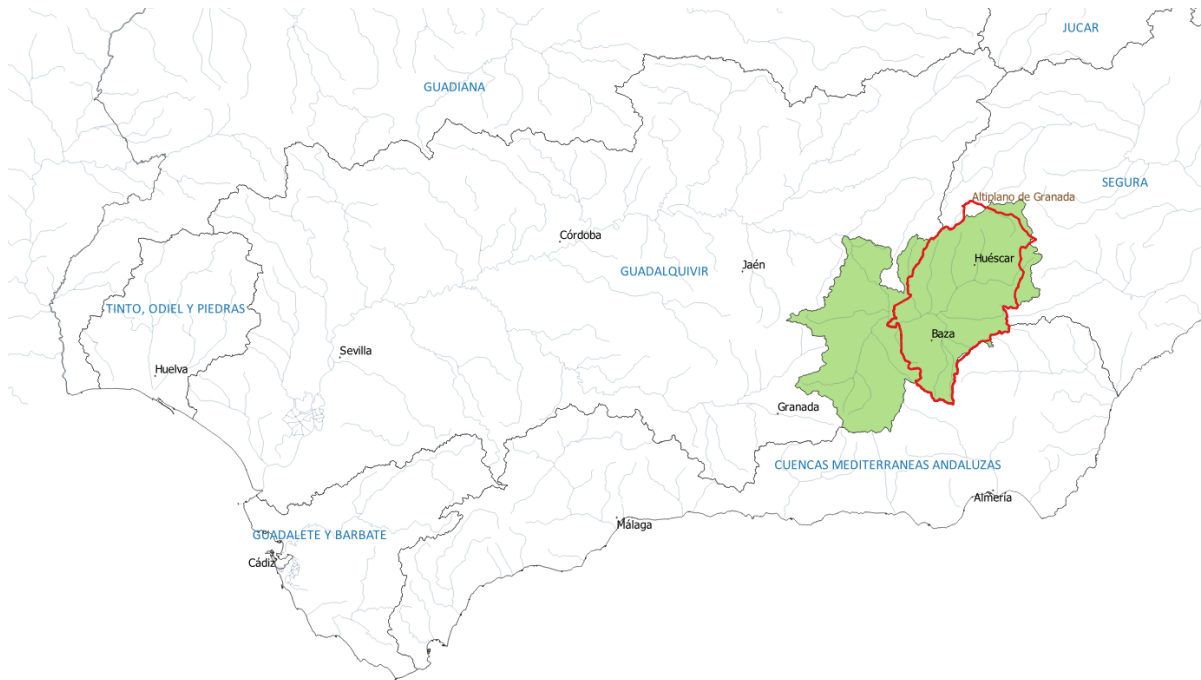 JUCAR
GUADIANA
SEGURA
Altiplano de Granada
Córdoba
Huéscar
Jaén
GUADALQUIVIR
TINTO, ODIEL Y PIEDRAS
Baza
Sevilla
Huelva
Granada
CUENCAS MEDITERRANEAS ANDALUZAS
Almería
Málaga
GUADALETE Y BARBATE
Cádiz